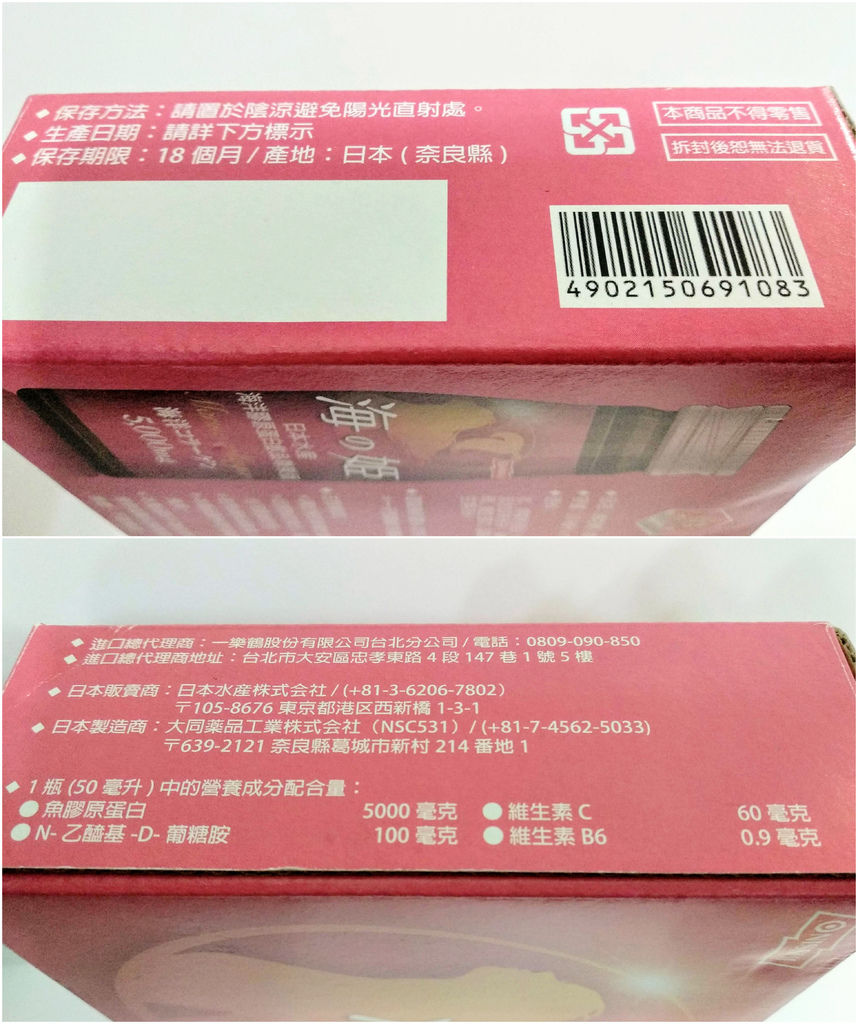 ◆保存方法：請置於陰涼避免陽光直射處。
◆生產日期：請詳下方標示
◆保存期限：18 個月 / 產地：日本 ( 奈良縣 )
本商品不得零售
拆封後恕無法退貨
4902150691083
海の姫
日本水産
5,000mg
◆ 進口總代理商：一樂鶴股份有限公司台北分公司 / 電話：0809-090-850
◆ 進口總代理商地址：台北市大安區忠孝東路 4 段 147 巷 1 號 5 樓
◆ 日本販賣商：日本水産株式会社 / (+81-3-6206-7802)
〒105-8676 東京都港区西新橋 1-3-1
◆ 日本製造商：大同薬品工業株式会社（NSC531）/ (+81-7-4562-5033)
〒639-2121 奈良縣葛城市新村 214 番地 1
◆ 1 瓶 (50 毫升 ) 中的營養成分配合量：
●魚膠原蛋白 5000 毫克 ●維生素 C 60 毫克
●N- 乙醯基 -D- 葡糖胺 100 毫克 ●維生素 B6 0.9 毫克